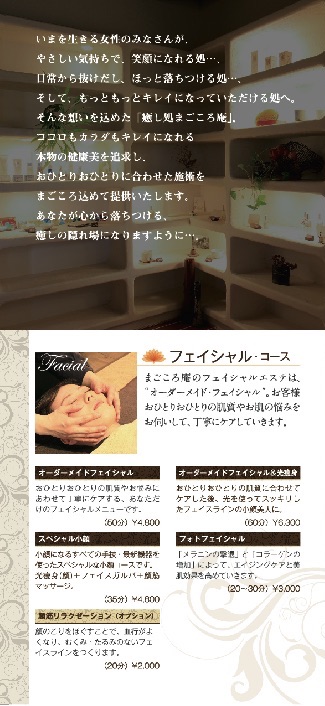 いまを生きる女性のみなさんが、
やさしい気持ちで、笑顔になる処…、
日常から抜けだし、ほっと落ちつける処…、
そして、もっともっとキレイになっていただける処へ。
そんな想いを込めた「癒し処まごころ庵」。
ココロもカラダもキレイになれる
本物の健康美を追求し、
おひとりおひとりに合わせた施術を
まごころ込めて提供いたします。
あなたが心から落ちつける、
癒しの隠れ場になりますように…。
Facial
フェイシャル・コース
まごころ庵のフェイシャルエステは、
“オーダーメイド・フェイシャル”。お客様
おひとりおひとりの肌質やお肌の悩みを
お伺いして、丁寧にケアしていきます。
オーダーメイドフェイシャル
おひとりおひとりの肌質やお悩みに
あわせて丁寧にケアする、あなただ
けのフェイシャルメニューです。
(60分) ¥4,800
オーダーメイドフェイシャル&光痩身
おひとりおひとりの肌質に合わせて
ケアした後、光を使ってスッキリし
たフェイスラインの小顔美人に。
(60分) ¥6,300
スペシャル小顔
小顔になるすべての手技・最新機器を
使ったスペシャルな小顔コースです。
光痩身(顔)+フェイスガルバ+顔筋
マッサージ。
(35分) ¥4,800
フォトフェイシャル
「メラニンの撃退」と「コラーゲンの
増加」によって、エイジングケアと美
肌効果を高めていきます。
(20~30分) ¥3,000
顔筋リラクゼーション(オプション)
顔のこりをほぐすことで、血行がよ
くなり、むくみ・たるみのないフェ
イスラインをつくります。
(20分) ¥2,000